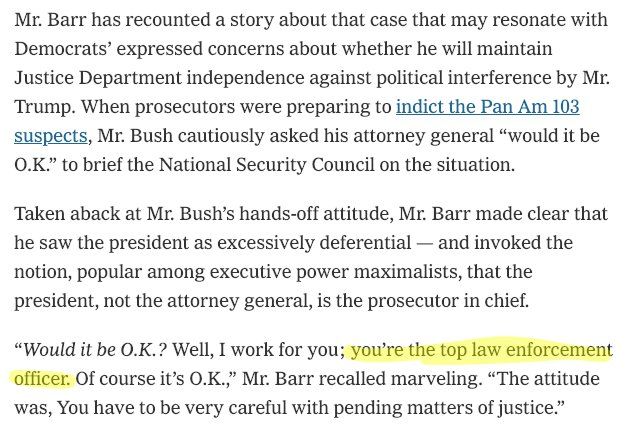 Mr. Barr has recounted a story about that case that may resonate with
Democrats’ expressed concerns about whether he will maintain
Justice Department independence against political interference by Mr.
Trump. When prosecutors were preparing to indict the Pan Am 103
suspects, Mr. Bush cautiously asked his attorney general “would it be
O.K.” to brief the National Security Council on the situation.
Taken aback at Mr. Bush’s hands-off attitude, Mr. Barr made clear that
he saw the president as excessively deferential — and invoked the
notion, popular among executive power maximalists, that the
president, not the attorney general, is the prosecutor in chief.
“Would it be O.K.? Well, I work for you; you’re the top law enforcement
officer. Of course it’s O.K.,” Mr. Barr recalled marveling. “The attitude
was, You have to be very careful with pending matters of justice.”